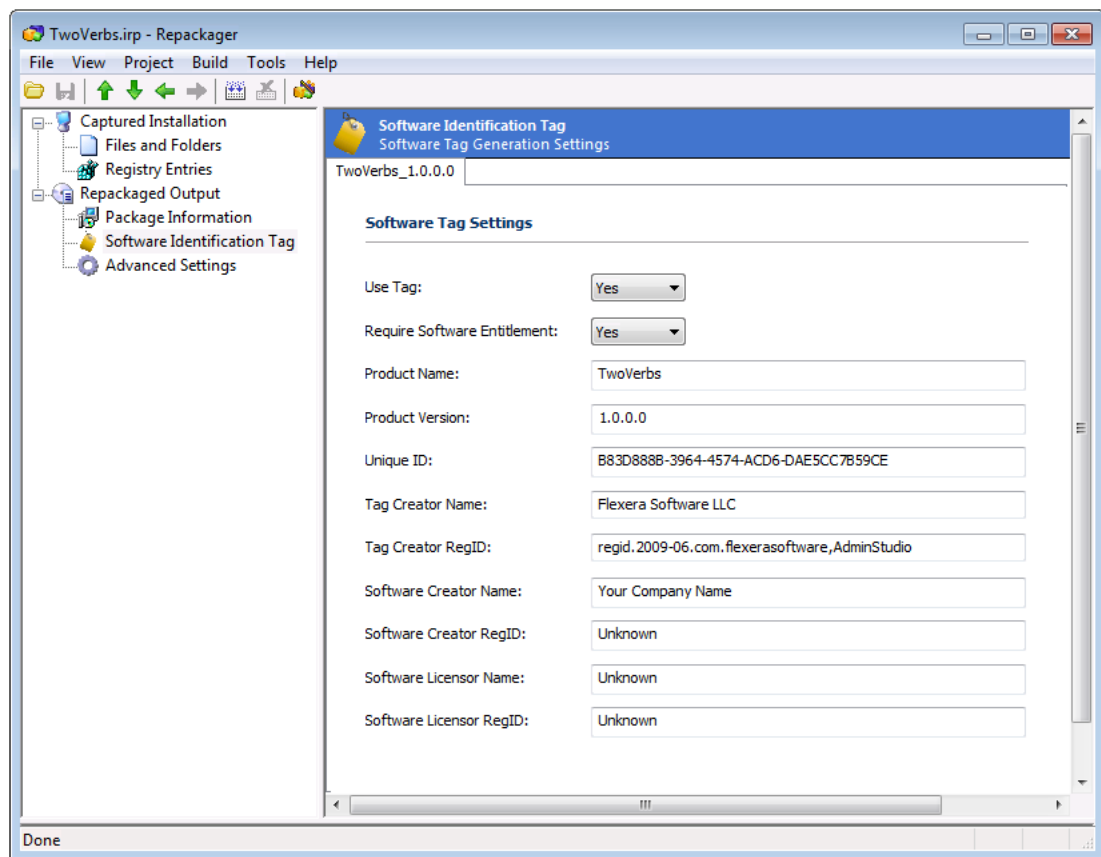 TwoVerbs.irp - Repackager
File View Project Build Tools Help
Captured Installation
Files and Folders
Registry Entries
Repackaged Output
Package Information
Software Identification Tag
Advanced Settings
Software Identification Tag
Software Tag Generation Settings
TwoVerbs_1.0.0.0
Software Tag Settings
Use Tag: Yes
Require Software Entitlement: Yes
Product Name: TwoVerbs
Product Version: 1.0.0.0
Unique ID: B83D888B-3964-4574-ACD6-DAE5CC7B59CE
Tag Creator Name: Flexera Software LLC
Tag Creator RegID: regid.2009-06.com.flexerasoftware,AdminStudio
Software Creator Name: Your Company Name
Software Creator RegID: Unknown
Software Licensor Name: Unknown
Software Licensor RegID: Unknown
Done